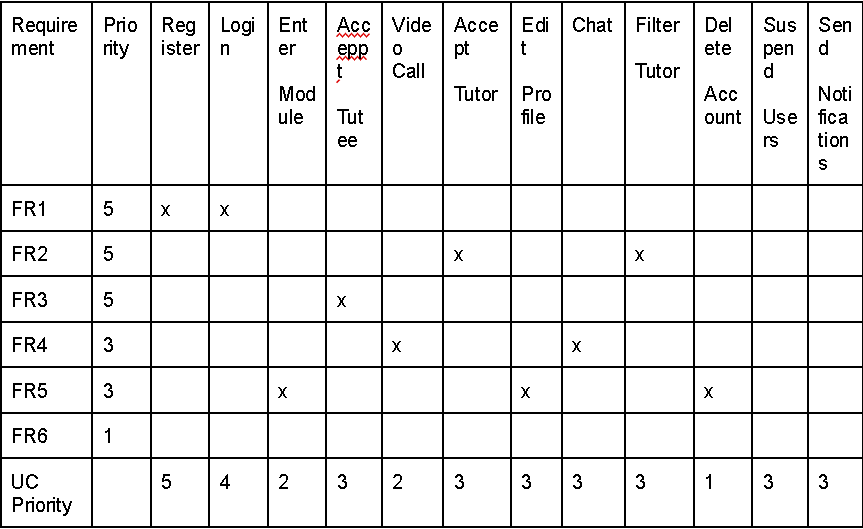 Requirement Priority Register Login Enter Module Acceppt Tutee Video Call Accept Tutor Edit Profile Chat Filter Tutor Delete Account Suspend Users Send Notifications
FR1 5 x x
FR2 5 x x
FR3 5 x
FR4 3 x x
FR5 3 x x x
FR6 1
UC Priority 5 4 2 3 2 3 3 3 3 1 3 3